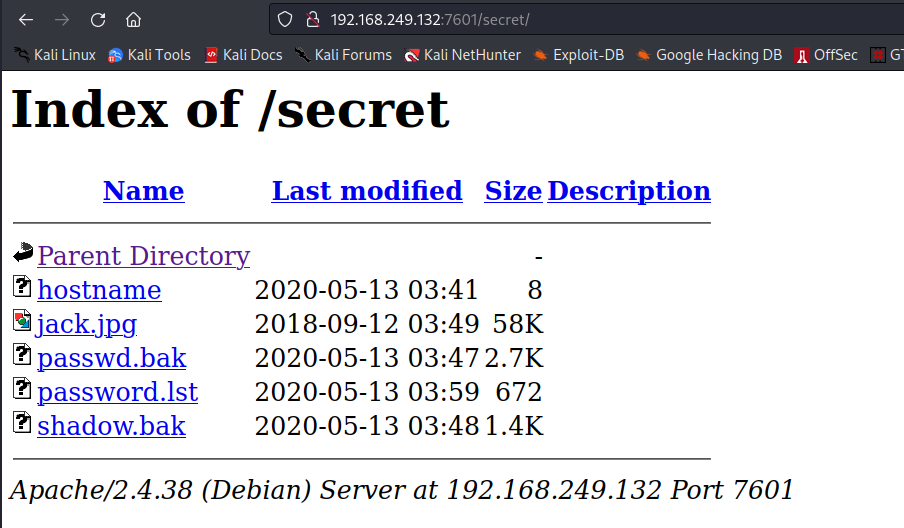 192.168.249.132:7601/secret/
Kali Linux Kali Tools Kali Docs Kali Forums Kali NetHunter Exploit-DB Google Hacking DB OffSec
Index of /secret
Name Last modified Size Description
Parent Directory -
hostname 2020-05-13 03:41 8
jack.jpg 2018-09-12 03:49 58K
passwd.bak 2020-05-13 03:47 2.7K
password.lst 2020-05-13 03:59 672
shadow.bak 2020-05-13 03:48 1.4K
Apache/2.4.38 (Debian) Server at 192.168.249.132 Port 7601